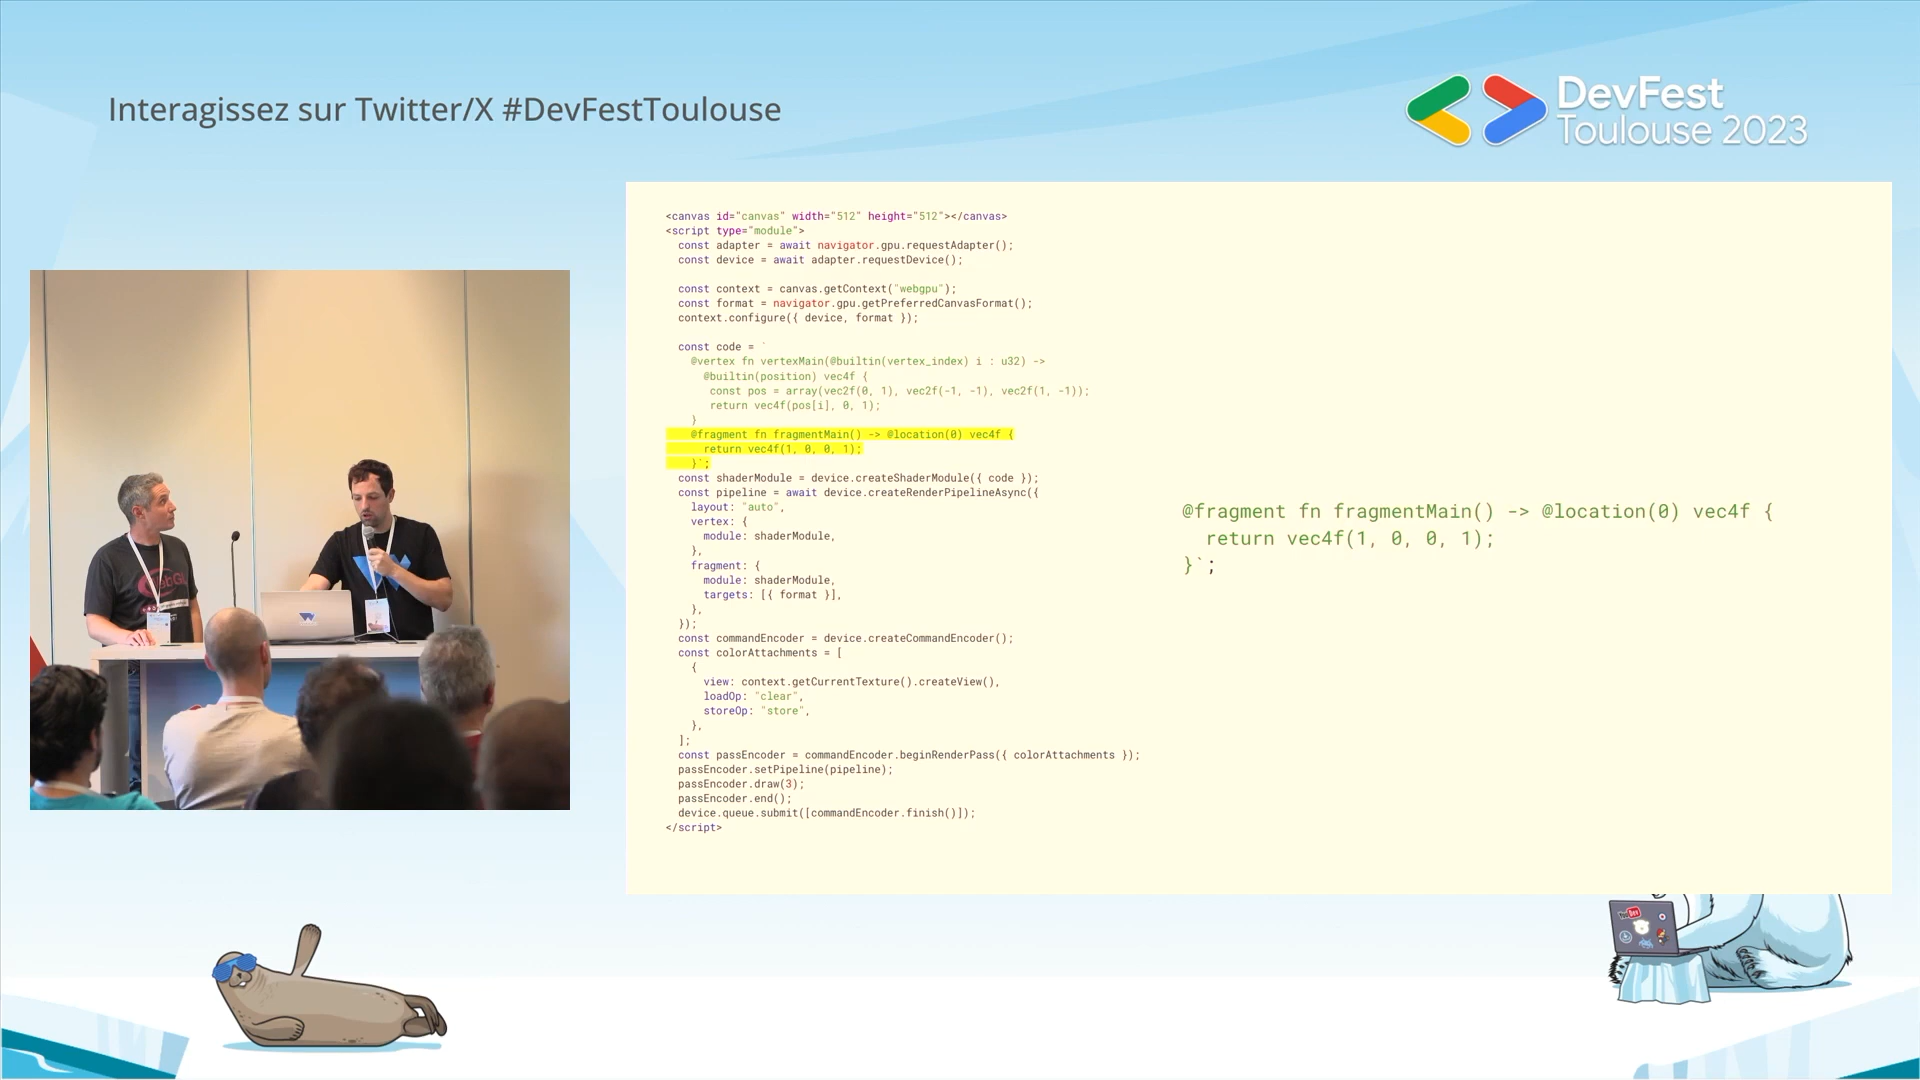 Interagissez sur Twitter/X #DevFestToulouse
DevFest
Toulouse 2023
<canvas id="canvas" width="512" height="512"></canvas>
<script type="module">
  const adapter = await navigator.gpu.requestAdapter();
  const device = await adapter.requestDevice();

  const context = canvas.getContext("webgpu");
  const format = navigator.gpu.getPreferredCanvasFormat();
  context.configure({ device, format });

  const code = `
    @vertex fn vertexMain(@builtin(vertex_index) i : u32) ->
      @builtin(position) vec4f {
       const pos = array(vec2f(0, 1), vec2f(-1, -1), vec2f(1, -1));
       return vec4f(pos[i], 0, 1);
    }
    @fragment fn fragmentMain() -> @location(0) vec4f {
      return vec4f(1, 0, 0, 1);
    }`;
  const shaderModule = device.createShaderModule({ code });
  const pipeline = await device.createRenderPipelineAsync({
    layout: "auto",
    vertex: {
      module: shaderModule,
    },
    fragment: {
      module: shaderModule,
      targets: [{ format }],
    },
  });
  const commandEncoder = device.createCommandEncoder();
  const colorAttachments = [
    {
      view: context.getCurrentTexture().createView(),
      loadOp: "clear",
      storeOp: "store",
    },
  ];
  const passEncoder = commandEncoder.beginRenderPass({ colorAttachments });
  passEncoder.setPipeline(pipeline);
  passEncoder.draw(3);
  passEncoder.end();
  device.queue.submit([commandEncoder.finish()]);
</script>
@fragment fn fragmentMain() -> @location(0) vec4f {
  return vec4f(1, 0, 0, 1);
}`;